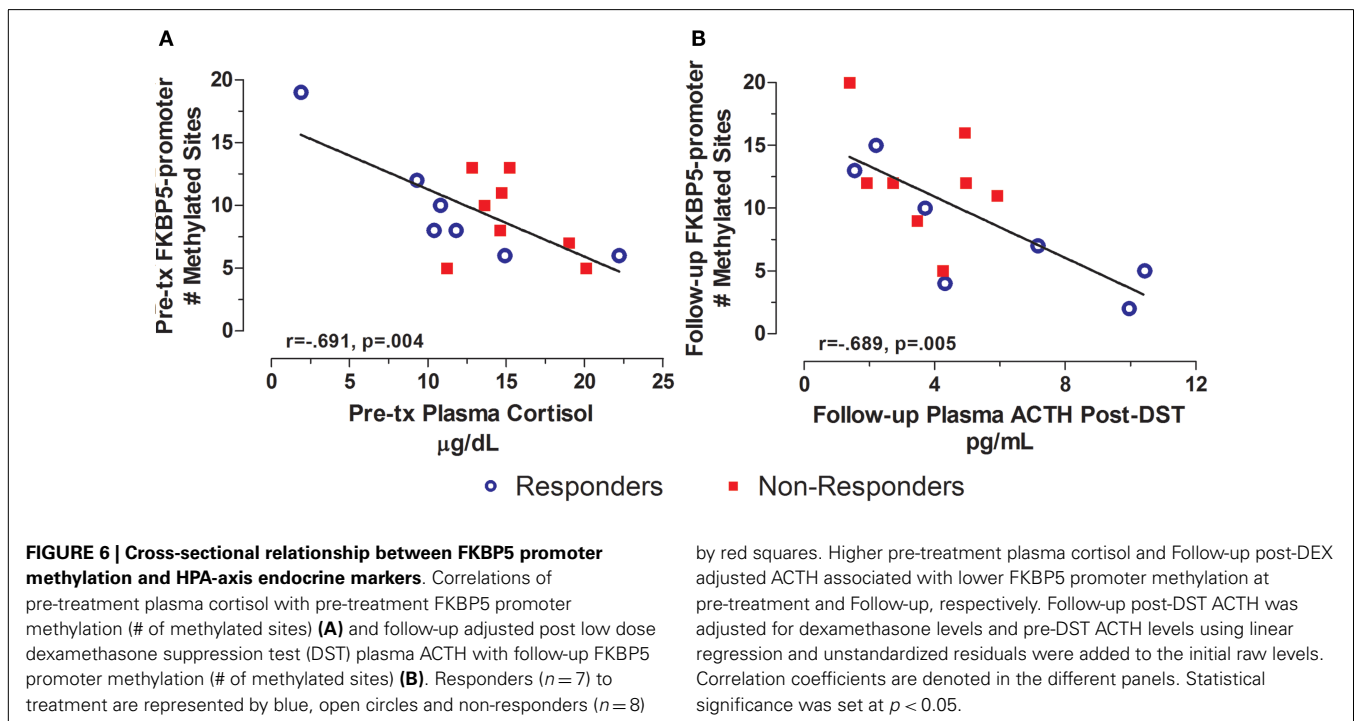 A
Pre-tx FKBP5-promoter
# Methylated Sites
20
15
10
5
0
r=-.691, p=.004
0 5 10 15 20 25
Pre-tx Plasma Cortisol
μg/dL
B
Follow-up FKBP5-promoter
# Methylated Sites
20
15
10
5
0
r=-.689, p=.005
0 4 8 12
Follow-up Plasma ACTH Post-DST
pg/mL
Responders Non-Responders
FIGURE 6 | Cross-sectional relationship between FKBP5 promoter
methylation and HPA-axis endocrine markers. Correlations of
pre-treatment plasma cortisol with pre-treatment FKBP5 promoter
methylation (# of methylated sites) (A) and follow-up adjusted post low dose
dexamethasone suppression test (DST) plasma ACTH with follow-up FKBP5
promoter methylation (# of methylated sites) (B). Responders (n = 7) to
treatment are represented by blue, open circles and non-responders (n = 8)
by red squares. Higher pre-treatment plasma cortisol and Follow-up post-DEX
adjusted ACTH associated with lower FKBP5 promoter methylation at
pre-treatment and Follow-up, respectively. Follow-up post-DST ACTH was
adjusted for dexamethasone levels and pre-DST ACTH levels using linear
regression and unstandardized residuals were added to the initial raw levels.
Correlation coefficients are denoted in the different panels. Statistical
significance was set at p < 0.05.